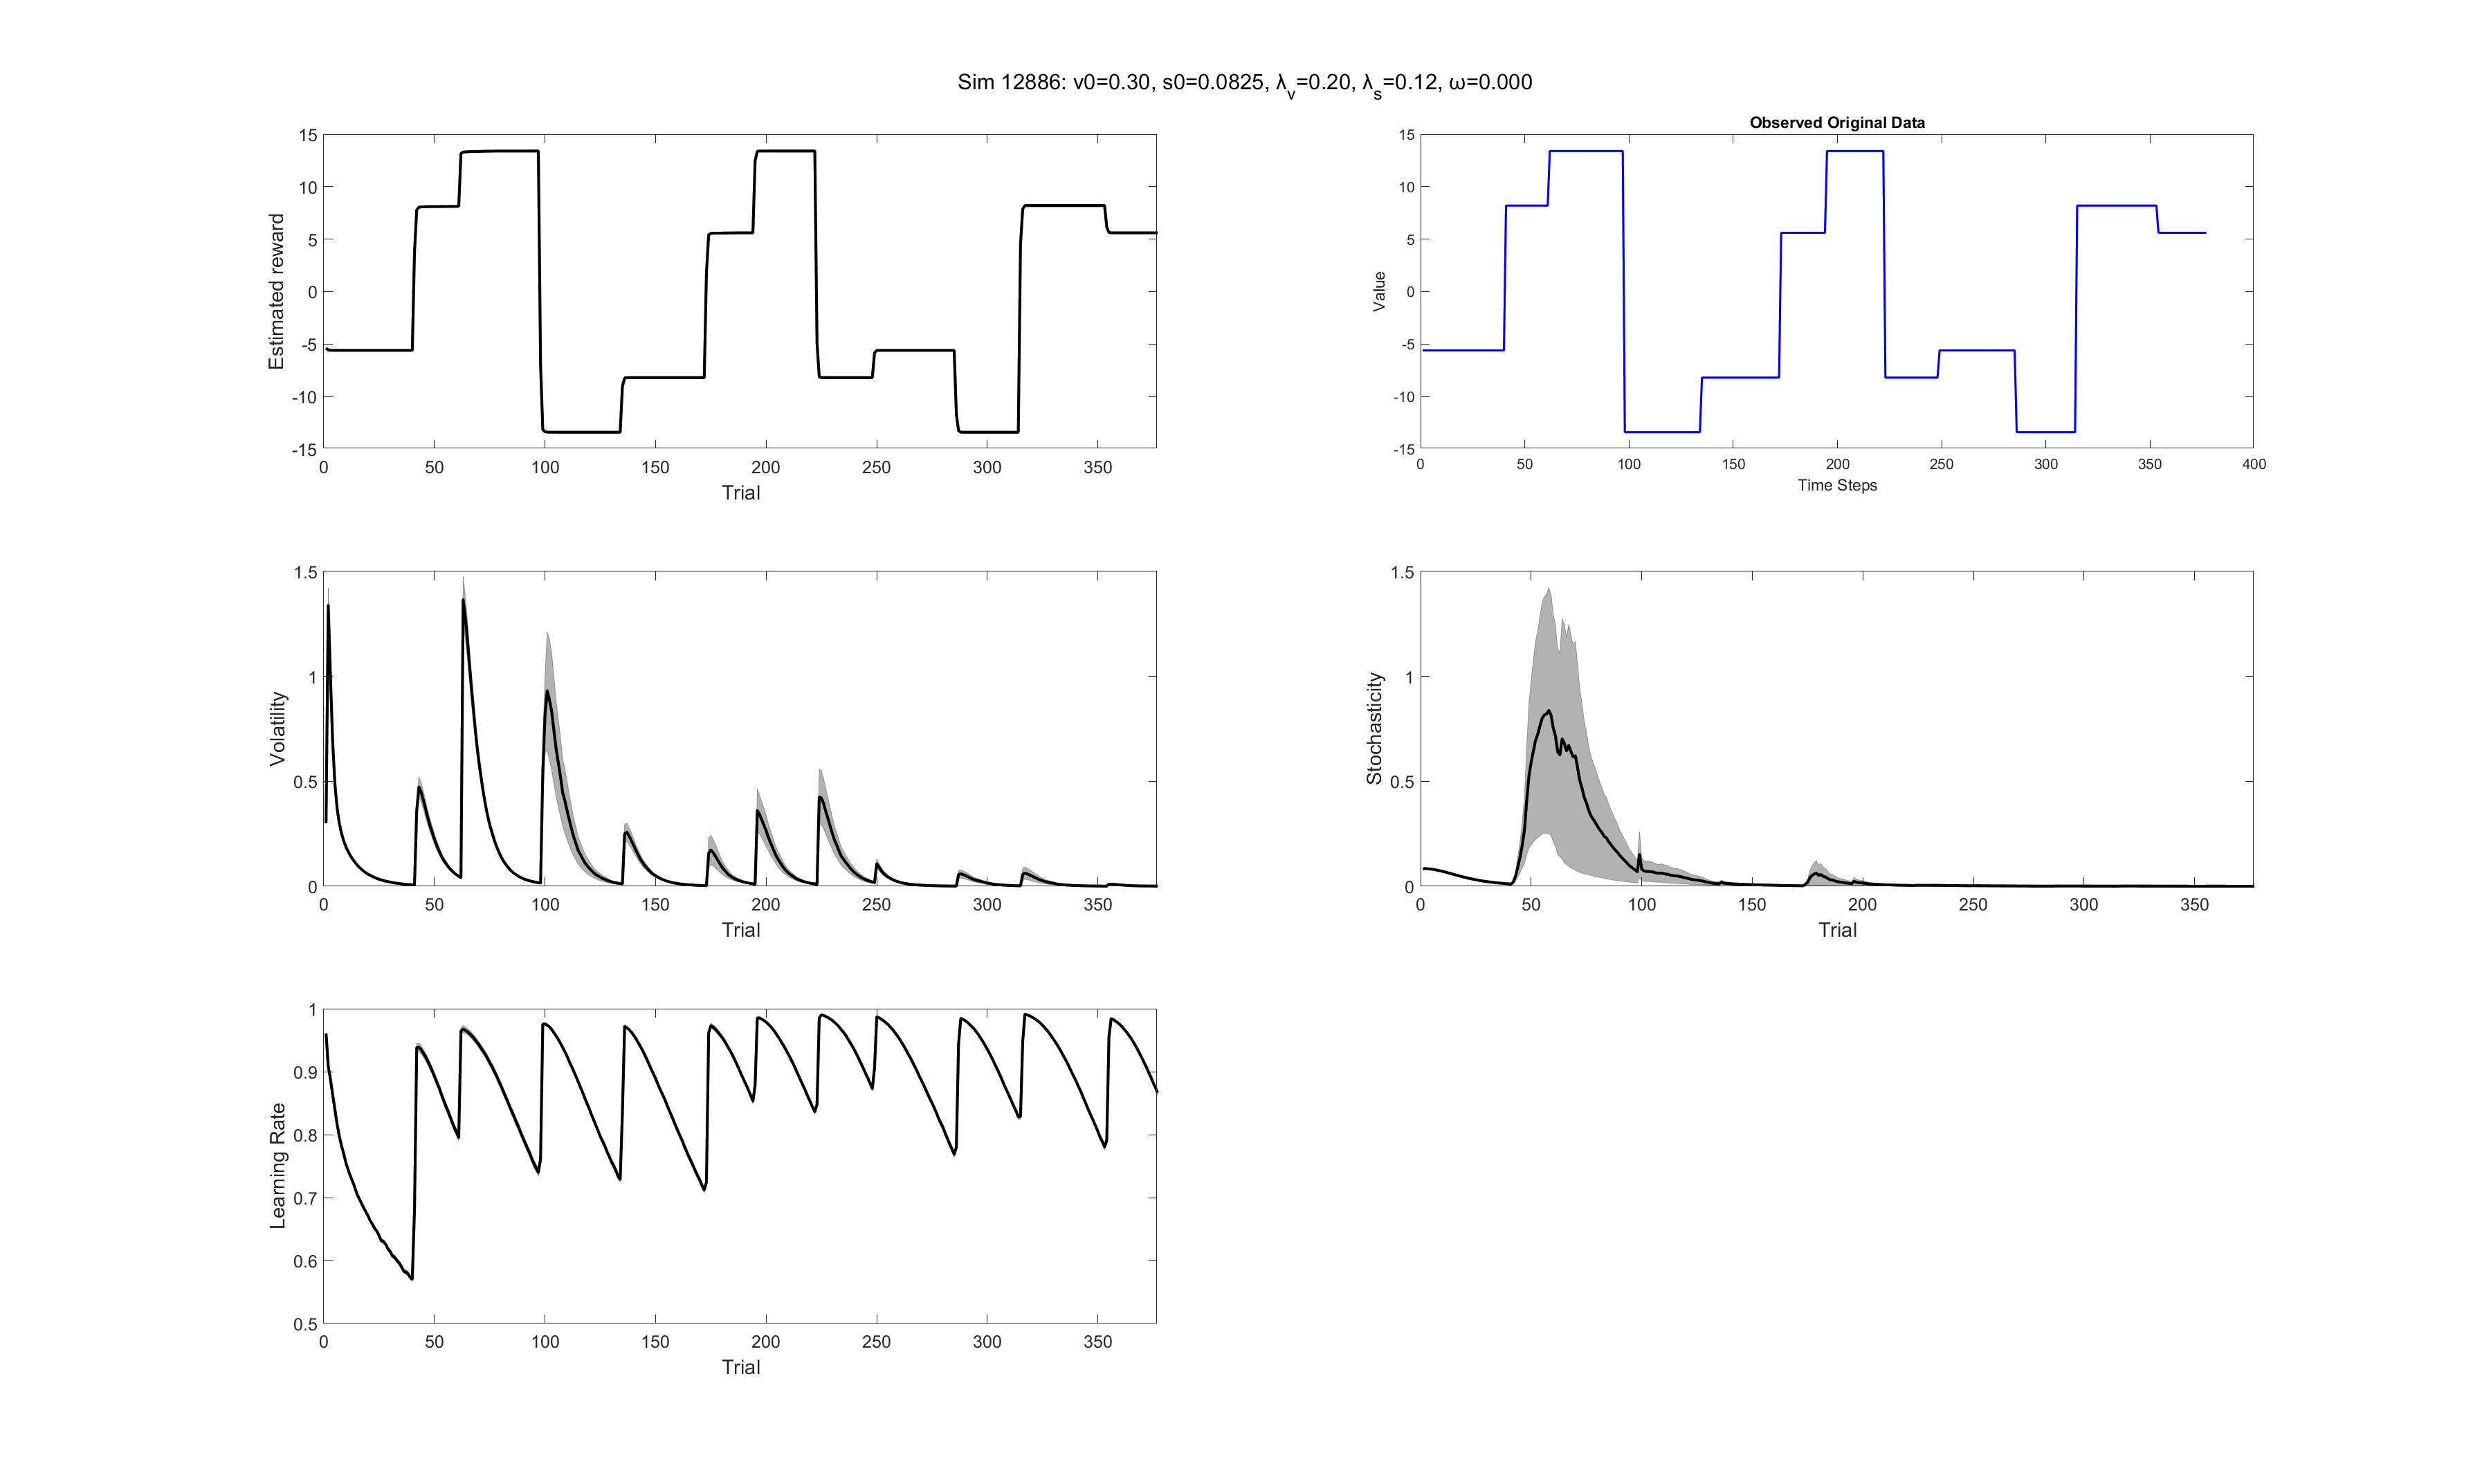 Sim 12886: v0=0.30, s0=0.0825, λ_v=0.20, λ_s=0.12, ω=0.000
15
10
5
0
-5
-10
-15
Estimated reward
0 50 100 150 200 250 300 350
Trial
Observed Original Data
15
10
5
0
-5
-10
-15
Value
0 50 100 150 200 250 300 350 400
Time Steps
1.5
1
0.5
0
Volatility
0 50 100 150 200 250 300 350
Trial
1.5
1
0.5
0
Stochasticity
0 50 100 150 200 250 300 350
Trial
1
0.9
0.8
0.7
0.6
0.5
Learning Rate
0 50 100 150 200 250 300 350
Trial